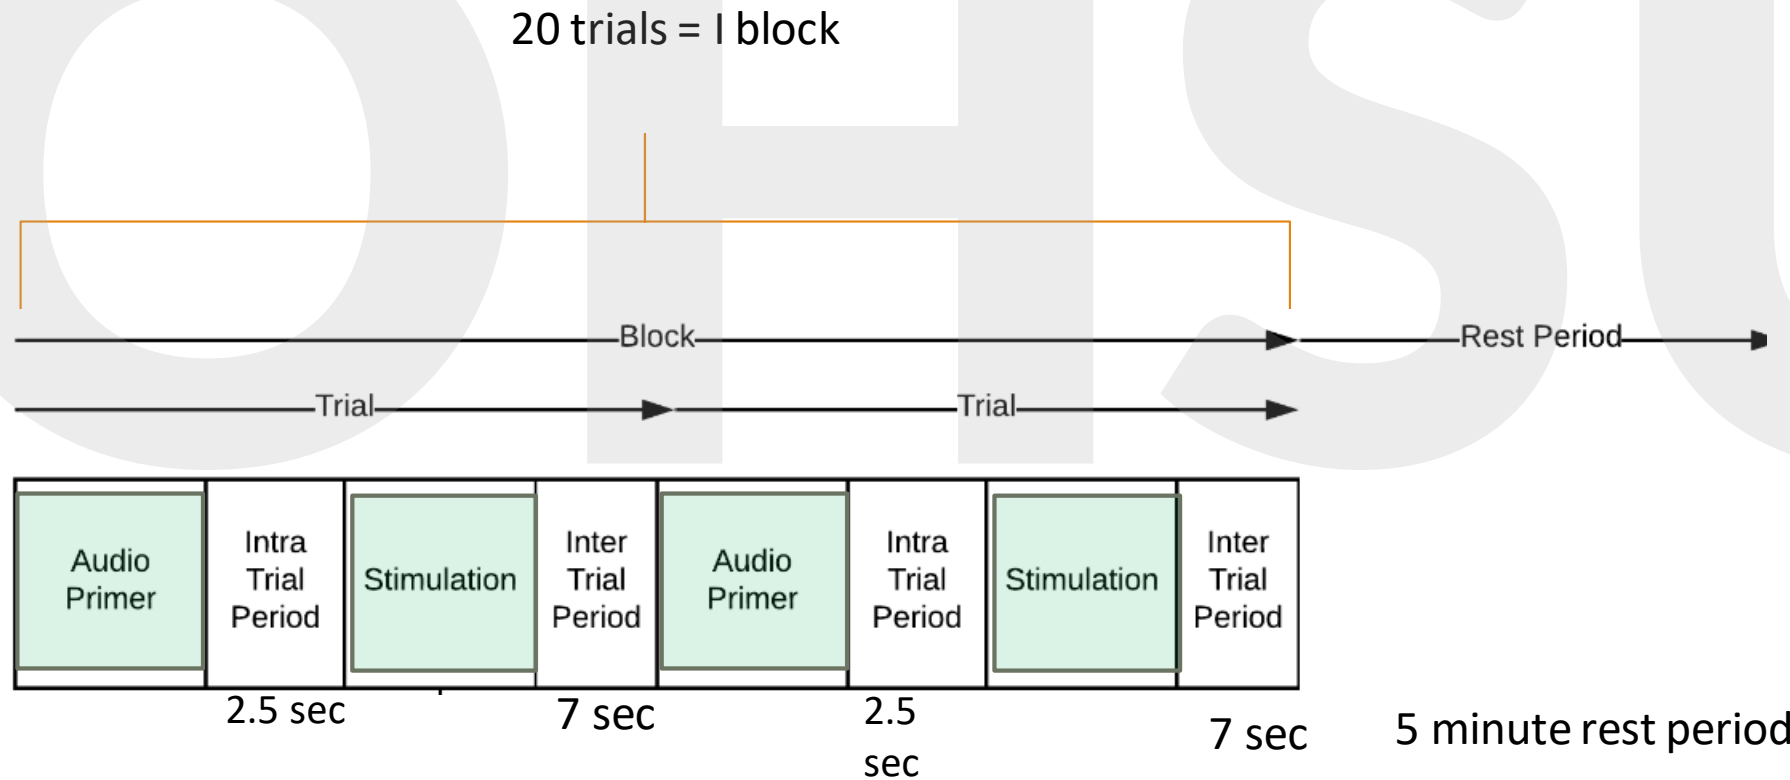 20 trials = I block
Block
Rest Period
Trial
Trial
Audio
Primer
Intra
Trial
Period
Stimulation
Inter
Trial
Period
Audio
Primer
Intra
Trial
Period
Stimulation
Inter
Trial
Period
2.5 sec
7 sec
2.5
sec
7 sec
5 minute rest period
OHSU